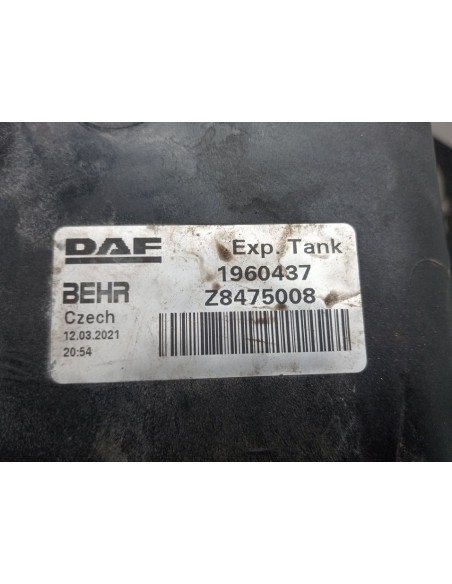 DAF Exp. Tank
1960437
BEHR Z8475008
Czech
12.03.2021
20:54